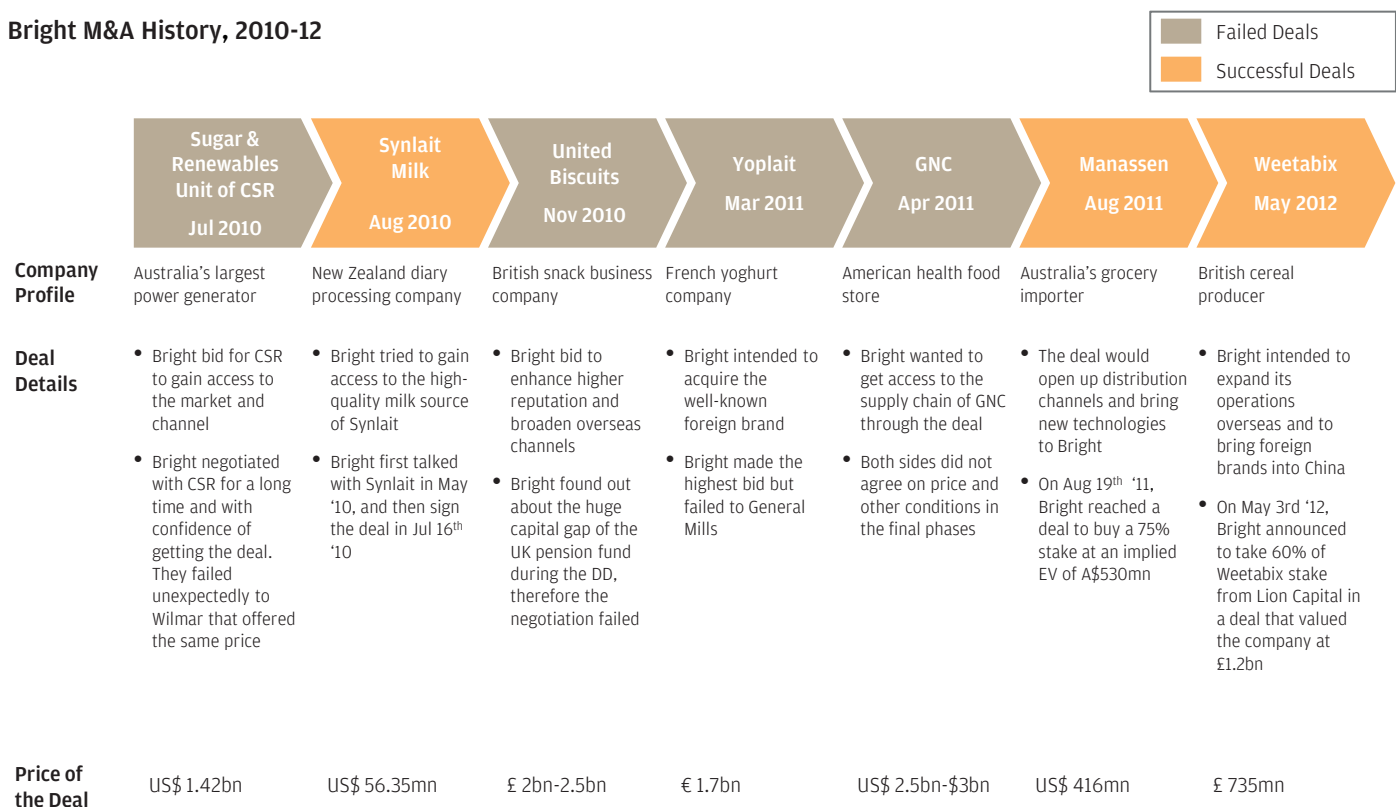 Bright M&A History, 2010-12
Failed Deals
Successful Deals
Sugar &
Renewables
Unit of CSR
Jul 2010
Synlait
Milk
Aug 2010
United
Biscuits
Nov 2010
Yoplait
Mar 2011
GNC
Apr 2011
Manassen
Aug 2011
Weetabix
May 2012
Company
Profile
Australia's largest
power generator
New Zealand diary
processing company
British snack business
company
French yoghurt
company
American health food
store
Australia's grocery
importer
British cereal
producer
Deal
Details
• Bright bid for CSR
to gain access to
the market and
channel
• Bright negotiated
with CSR for a long
time and with
confidence of
getting the deal.
They failed
unexpectedly to
Wilmar that offered
the same price
• Bright tried to gain
access to the high-
quality milk source
of Synlait
• Bright first talked
with Synlait in May
‘10, and then sign
the deal in Jul 16th
‘10
• Bright bid to
enhance higher
reputation and
broaden overseas
channels
• Bright found out
about the huge
capital gap of the
UK pension fund
during the DD,
therefore the
negotiation failed
• Bright intended to
acquire the
well-known
foreign brand
• Bright made the
highest bid but
failed to General
Mills
• Bright wanted to
get access to the
supply chain of GNC
through the deal
• Both sides did not
agree on price and
other conditions in
the final phases
• The deal would
open up distribution
channels and bring
new technologies
to Bright
• On Aug 19th ‘11,
Bright reached a
deal to buy a 75%
stake at an implied
EV of A$530mn
• Bright intended to
expand its
operations
overseas and to
bring foreign
brands into China
• On May 3rd ‘12,
Bright announced
to take 60% of
Weetabix stake
from Lion Capital in
a deal that valued
the company at
£1.2bn
Price of
the Deal
US$ 1.42bn
US$ 56.35mn
£ 2bn-2.5bn
€ 1.7bn
US$ 2.5bn-$3bn
US$ 416mn
£ 735mn